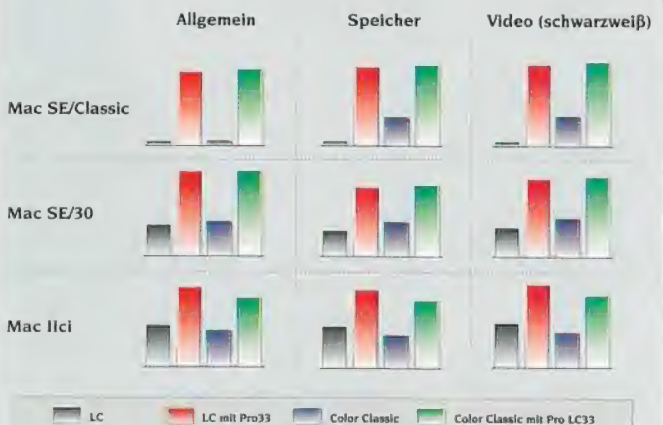 Allgemein Speicher Video (schwarzweiß)
Mac SE/Classic
Mac SE/30
Mac IIci
LC LC mit Pro33 Color Classic Color Classic mit Pro LC33